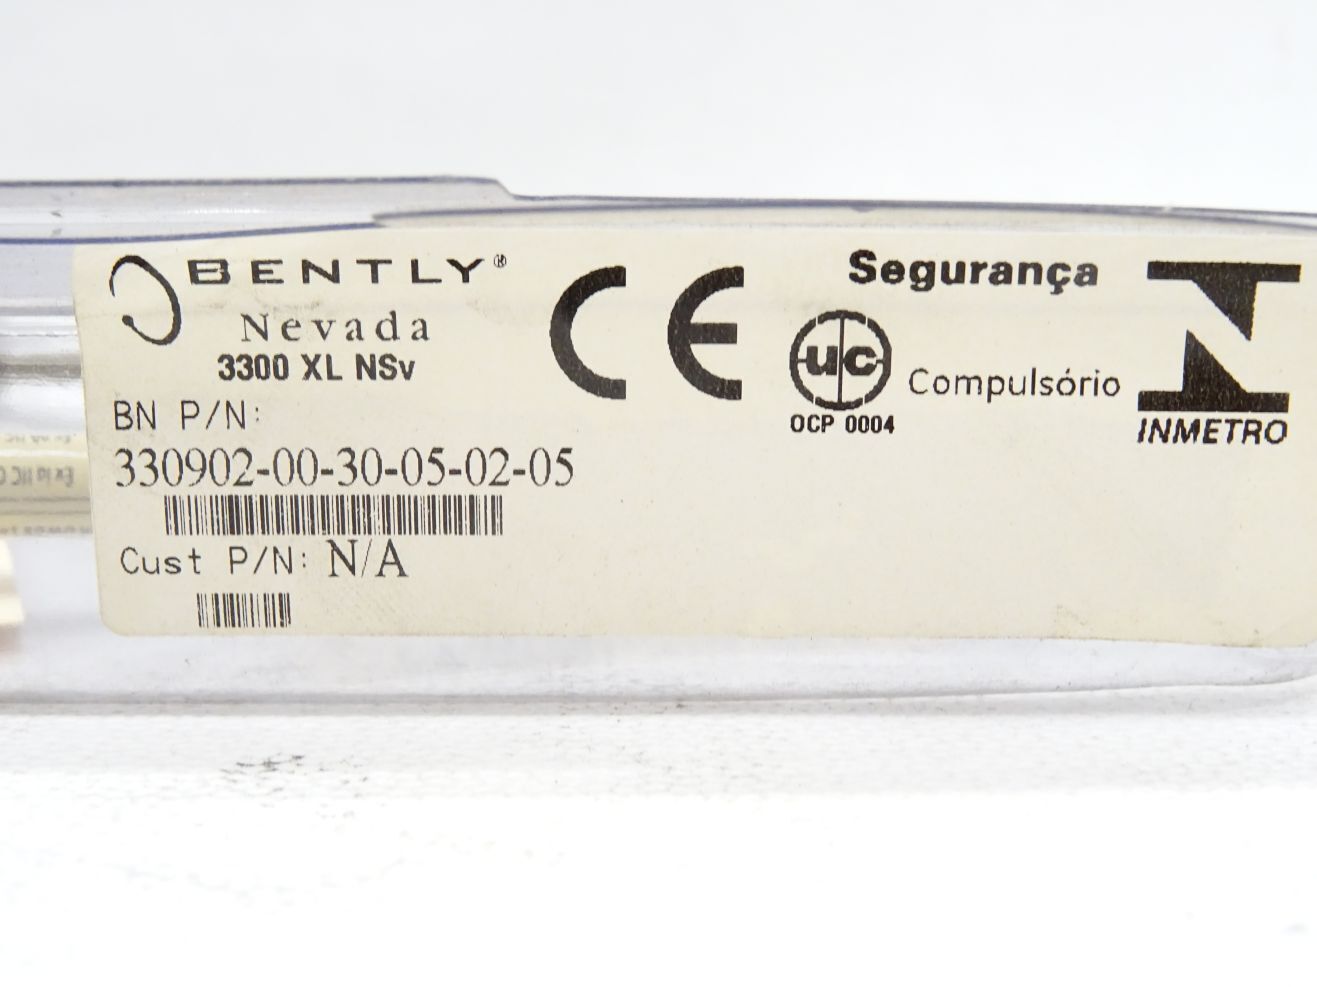 BENTLY®
Nevada
3300 XL NSv
BN P/N:
330902-00-30-05-02-05
Cust P/N: N/A
CE
Segurança
UC
OCP 0004
Compulsório
INMETRO